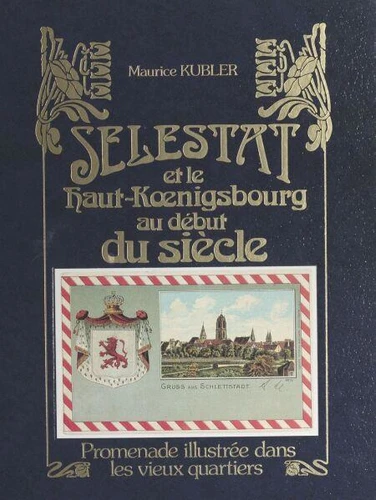 Maurice KUBLER
SELESTAT
et le
Haut-Kœnigsbourg
au début
du siècle
GRUSS AUS SCHLETTSTADT
Promenade illustrée dans
les vieux quartiers